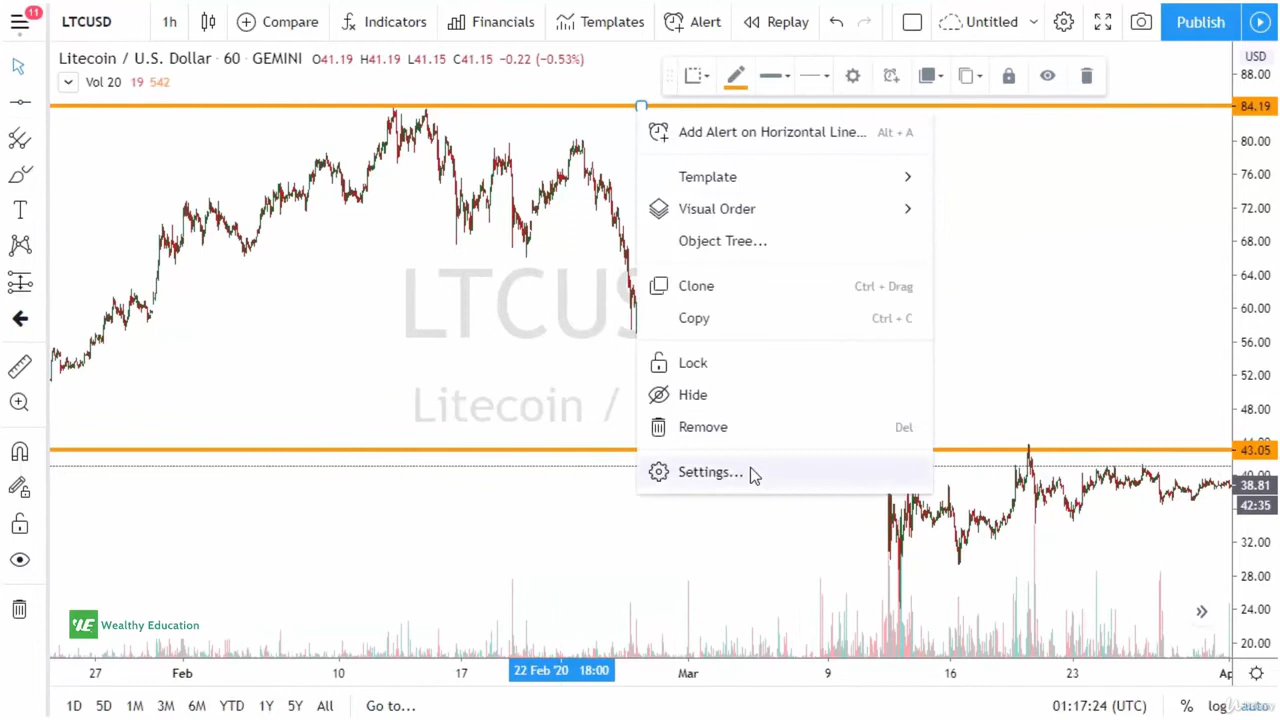 11
LTCUSD
1h
Compare
Indicators
Financials
Templates
Alert
Replay
Untitled
Publish
Litecoin / U.S. Dollar · 60 · GEMINI O41.19 H41.19 L41.15 C41.15 −0.22 (−0.53%)
Vol 20 19 542
USD
88.00
84.19
80.00
76.00
72.00
68.00
64.00
60.00
56.00
52.00
48.00
43.05
40.00
38.81
42:35
32.00
28.00
24.00
20.00
LTCUS
Litecoin /
Add Alert on Horizontal Line... Alt + A
Template
Visual Order
Object Tree...
Clone Ctrl + Drag
Copy Ctrl + C
Lock
Hide
Remove Del
Settings...
WE Wealthy Education
27 Feb 10 17 22 Feb '20 18:00 Mar 9 16 23 Ap
1D 5D 1M 3M 6M YTD 1Y 5Y All Go to... 01:17:24 (UTC) % log auto